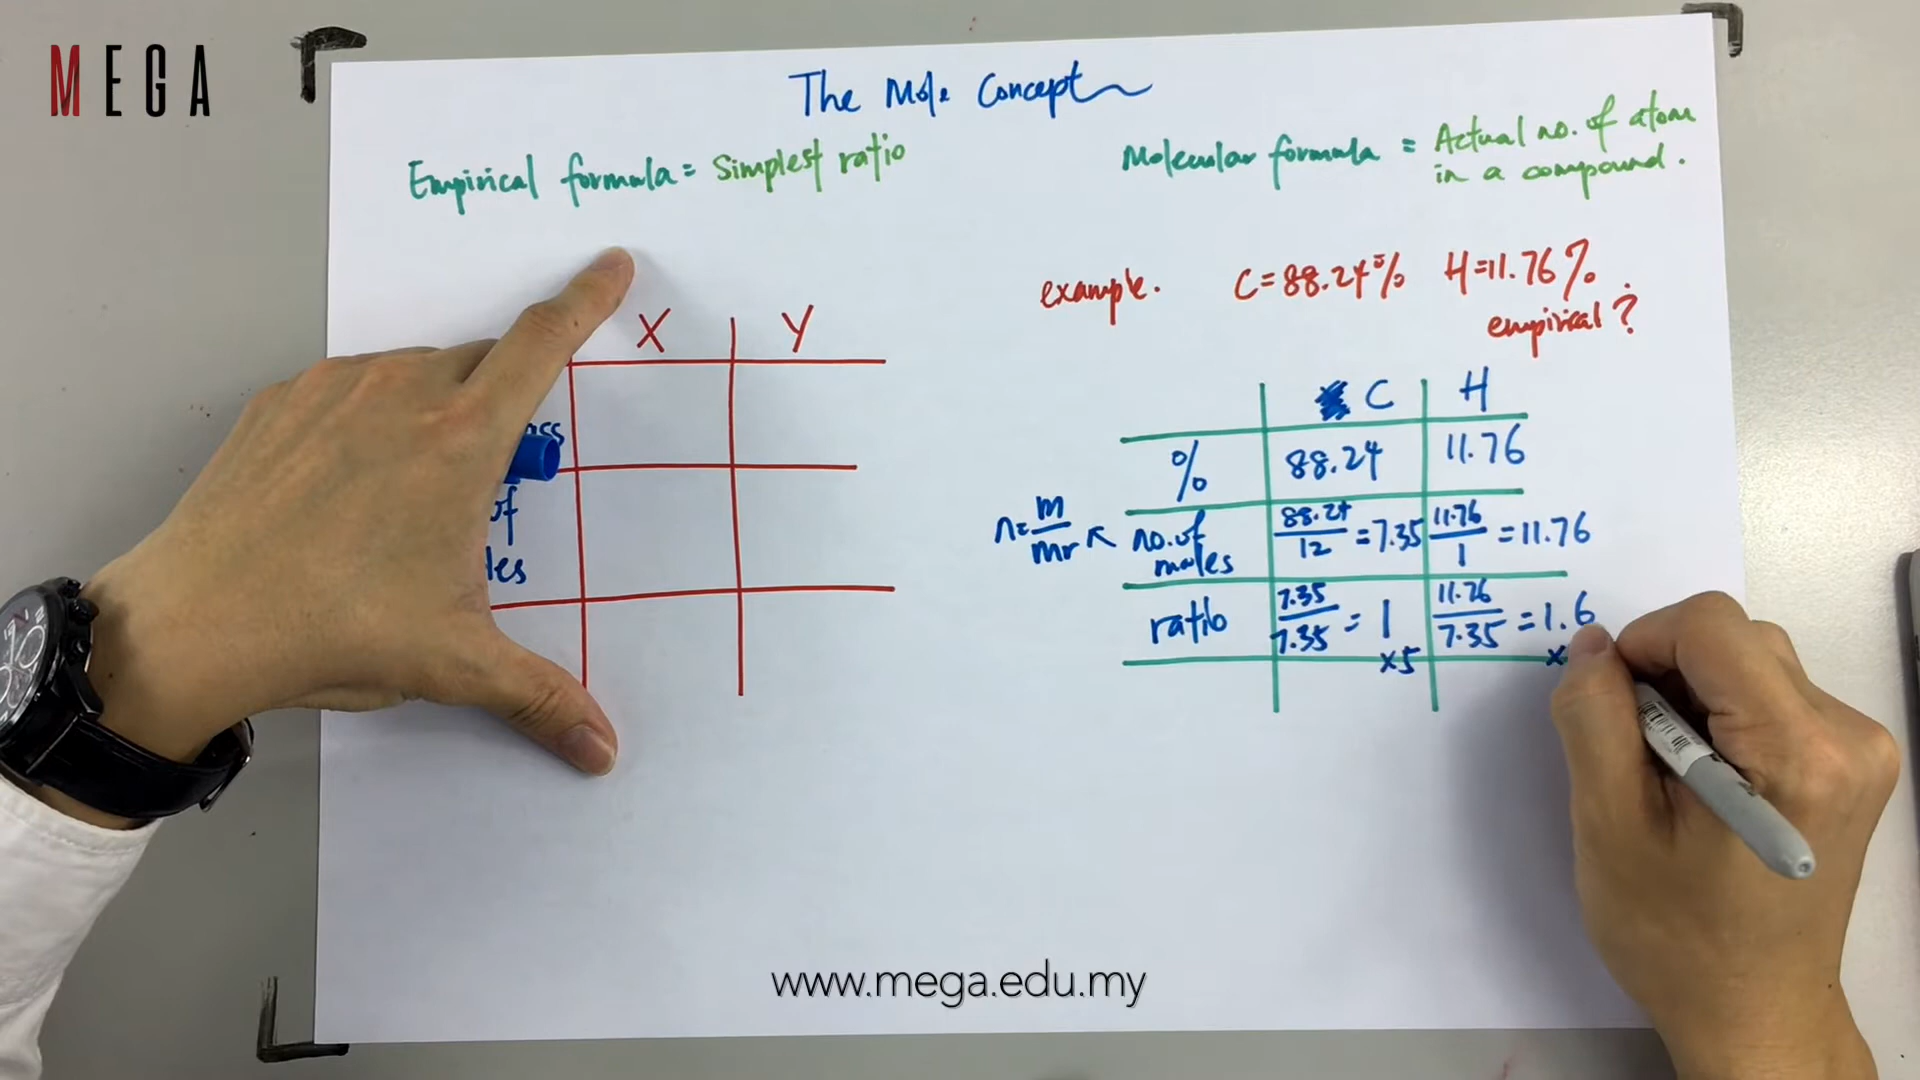 MEGA
The Mole Concept
Empirical formula = Simplest ratio
Molecular formula = Actual no. of atom
in a compound.
example. C=88.24% H=11.76%.
empirical?
X Y
of
C H
% 88.24 11.76
n=m/mr no. of moles 88.24/12 =7.35 11.76/1 =11.76
ratio 7.35/7.35 = 1 11.76/7.35 =1.6
x5 x
www.mega.edu.my